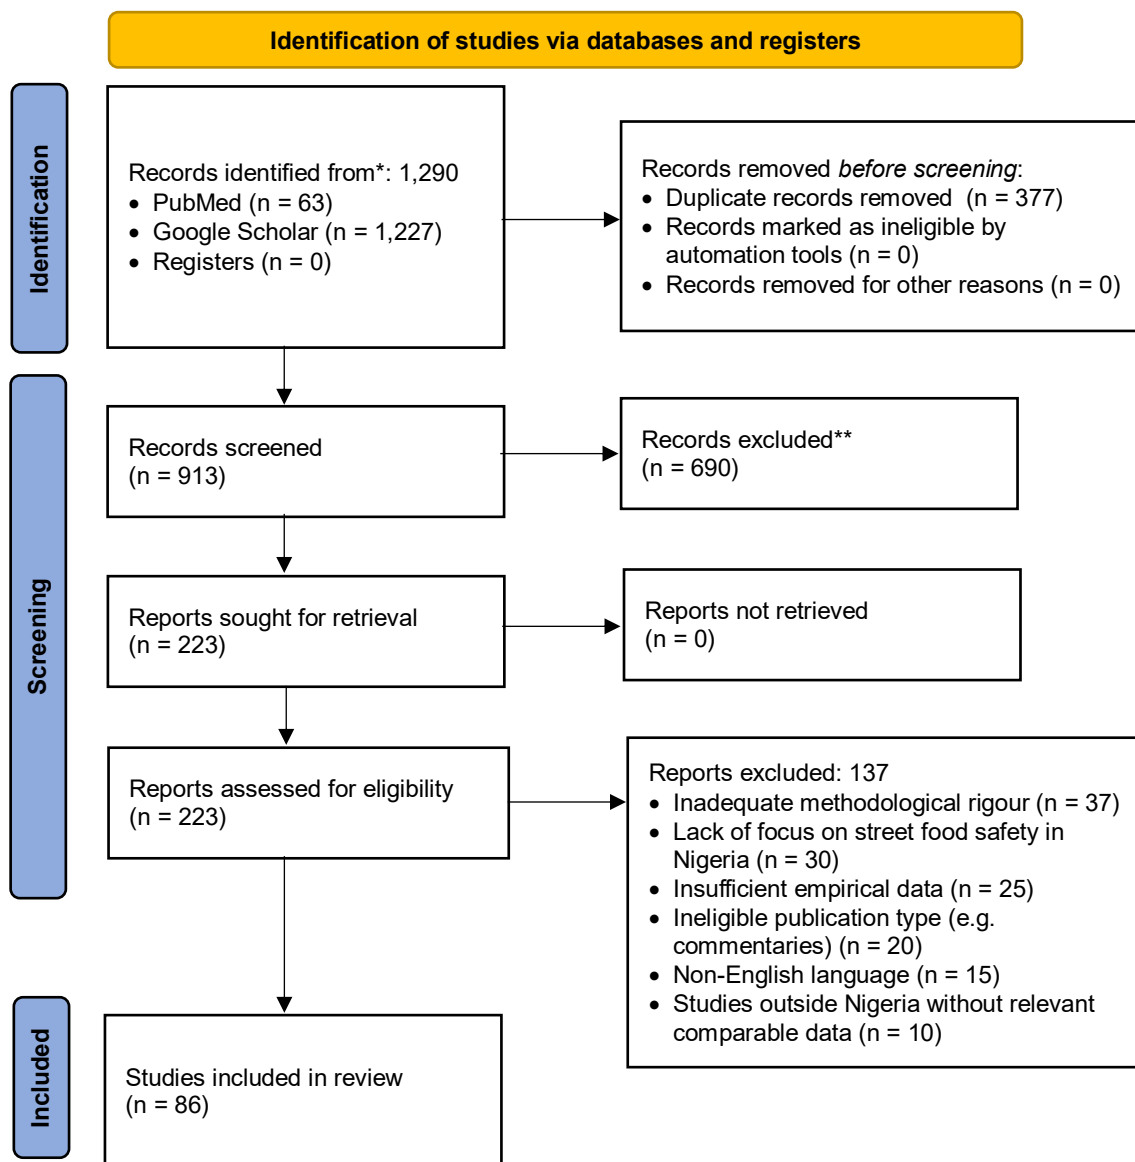 Identification of studies via databases and registers
Identification
Records identified from*: 1,290
• PubMed (n = 63)
• Google Scholar (n = 1,227)
• Registers (n = 0)
Records removed before screening:
• Duplicate records removed  (n = 377)
• Records marked as ineligible by
automation tools (n = 0)
• Records removed for other reasons (n = 0)
Screening
Records screened
(n = 913)
Records excluded**
(n = 690)
Reports sought for retrieval
(n = 223)
Reports not retrieved
(n = 0)
Reports assessed for eligibility
(n = 223)
Reports excluded: 137
• Inadequate methodological rigour (n = 37)
• Lack of focus on street food safety in
Nigeria (n = 30)
• Insufficient empirical data (n = 25)
• Ineligible publication type (e.g.
commentaries) (n = 20)
• Non-English language (n = 15)
• Studies outside Nigeria without relevant
comparable data (n = 10)
Included
Studies included in review
(n = 86)